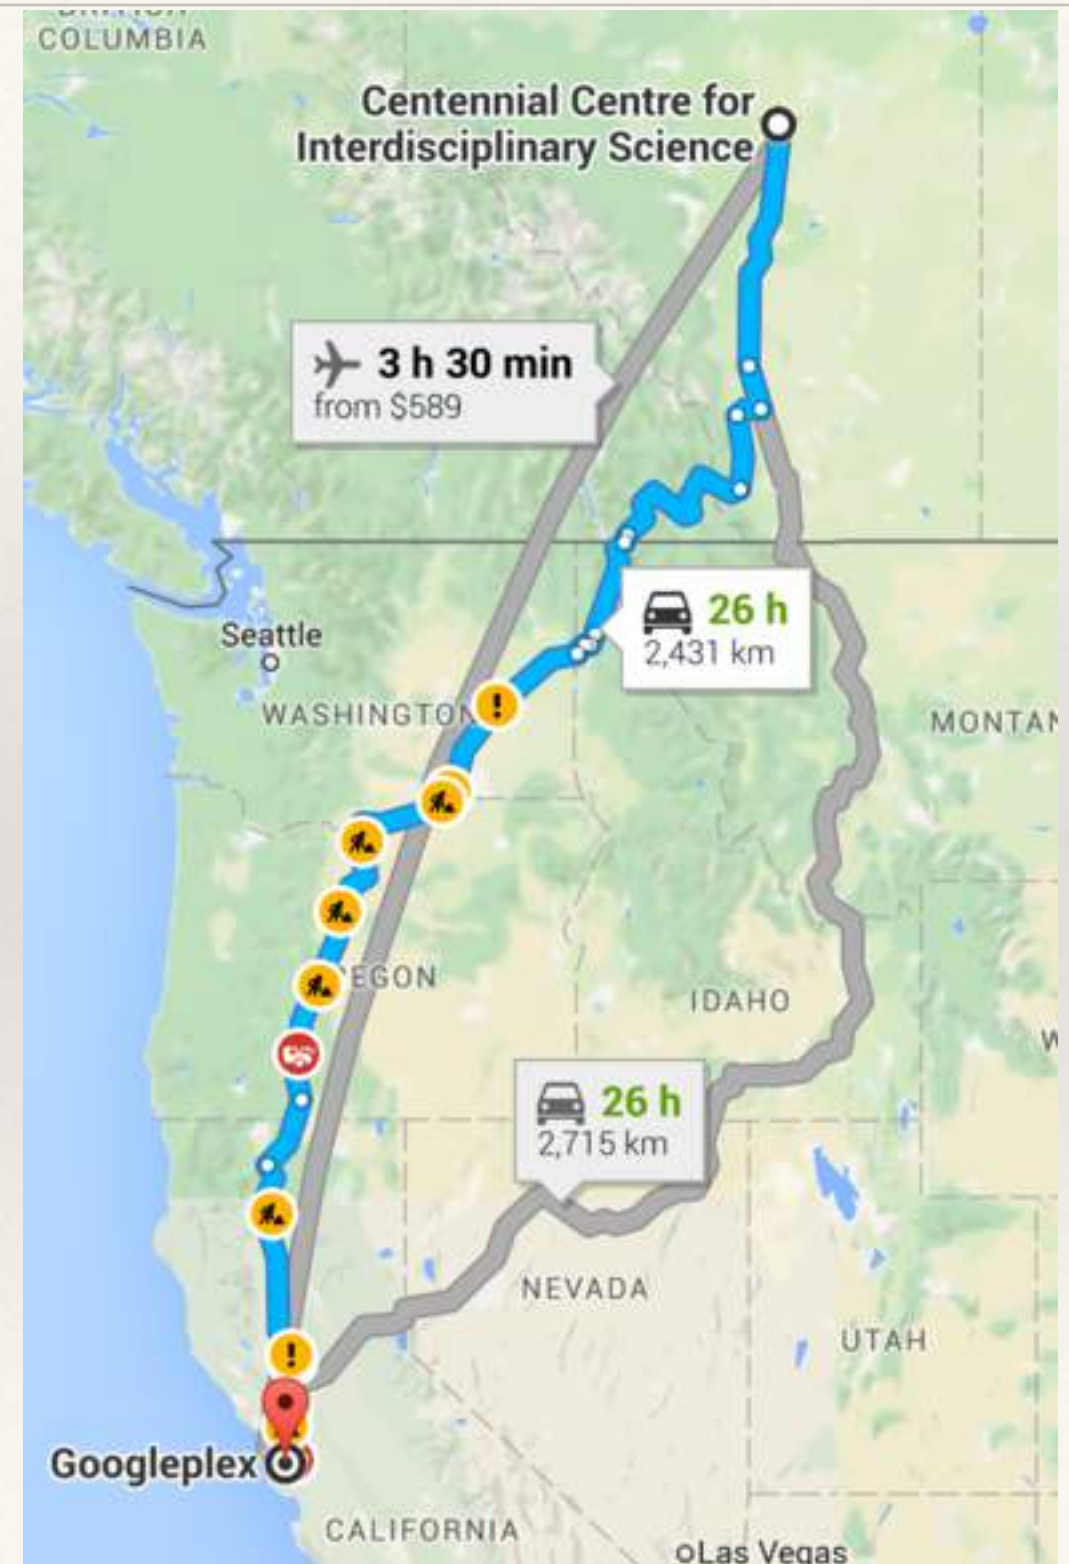 COLUMBIA
Centennial Centre for
Interdisciplinary Science
3 h 30 min
from $589
26 h
2,431 km
Seattle
WASHINGTON
MONTAN
EGON
IDAHO
26 h
2,715 km
NEVADA
UTAH
Googleplex
CALIFORNIA
Las Vegas